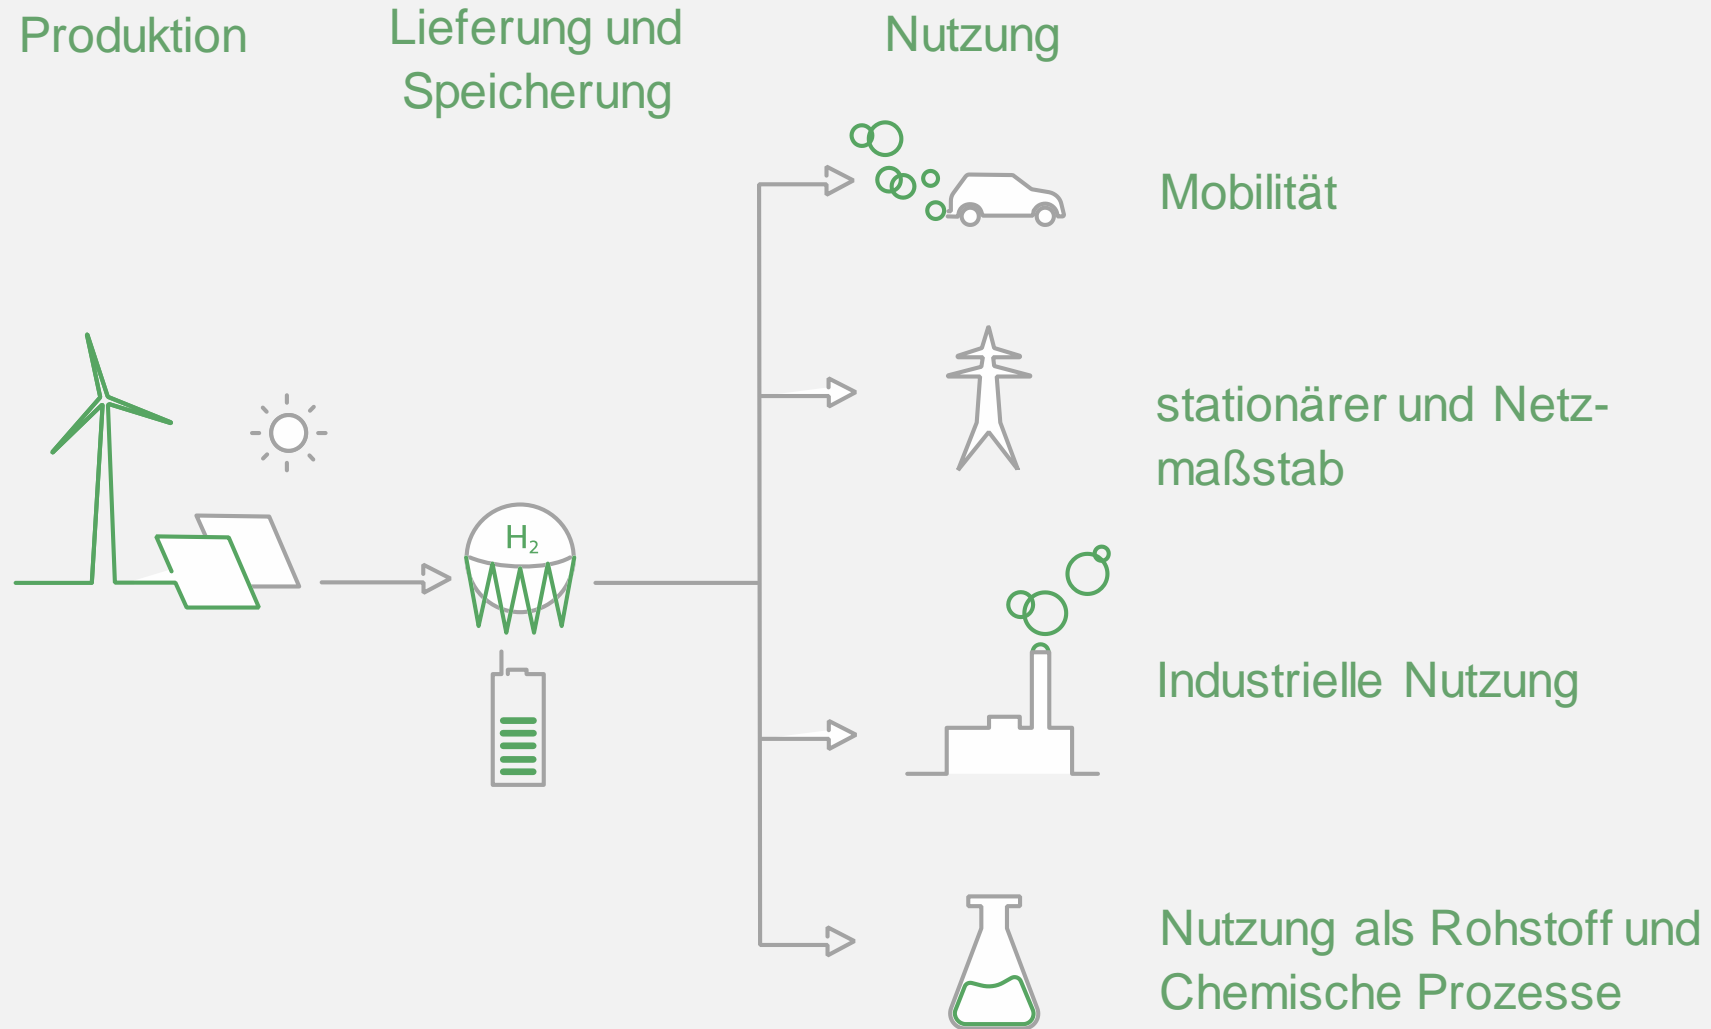 Produktion
Lieferung und
Speicherung
Nutzung
Mobilität
stationärer und Netz-
maßstab
H₂
Industrielle Nutzung
Nutzung als Rohstoff und
Chemische Prozesse